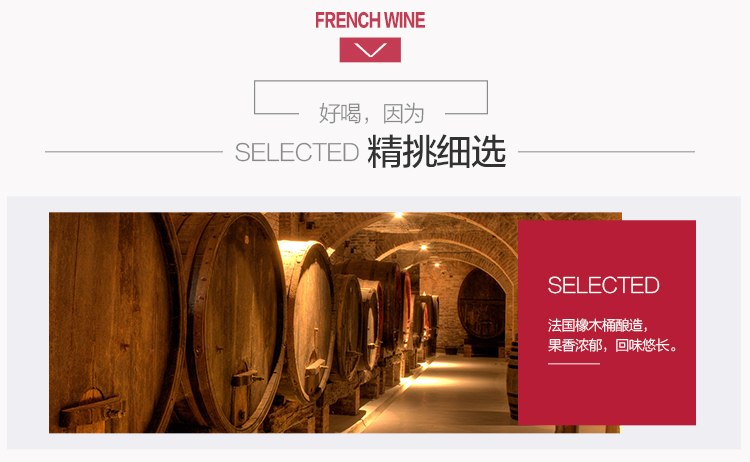 FRENCH WINE
好喝，因为
SELECTED 精挑细选
SELECTED
法国橡木桶酿造，
果香浓郁，回味悠长。